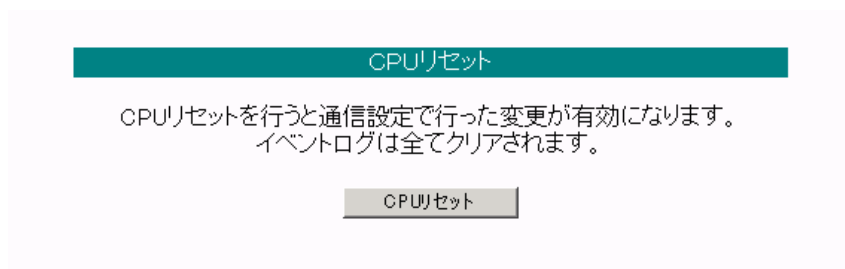 CPUリセット
CPUリセットを行うと通信設定で行った変更が有効になります。
イベントログは全てクリアされます。
CPUリセット